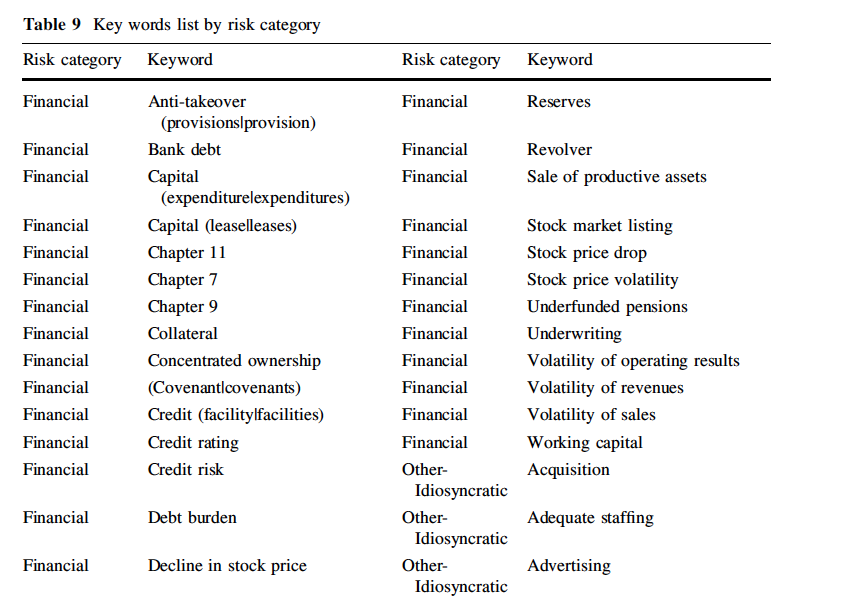 Table 9 Key words list by risk category
Risk category Keyword Risk category Keyword
Financial Anti-takeover Financial Reserves
(provisions|provision)
Financial Bank debt Financial Revolver
Financial Capital Financial Sale of productive assets
(expenditure|expenditures)
Financial Capital (lease|leases) Financial Stock market listing
Financial Chapter 11 Financial Stock price drop
Financial Chapter 7 Financial Stock price volatility
Financial Chapter 9 Financial Underfunded pensions
Financial Collateral Financial Underwriting
Financial Concentrated ownership Financial Volatility of operating results
Financial (Covenant|covenants) Financial Volatility of revenues
Financial Credit (facility|facilities) Financial Volatility of sales
Financial Credit rating Financial Working capital
Financial Credit risk Other- Acquisition
Idiosyncratic
Financial Debt burden Other- Adequate staffing
Idiosyncratic
Financial Decline in stock price Other- Advertising
Idiosyncratic